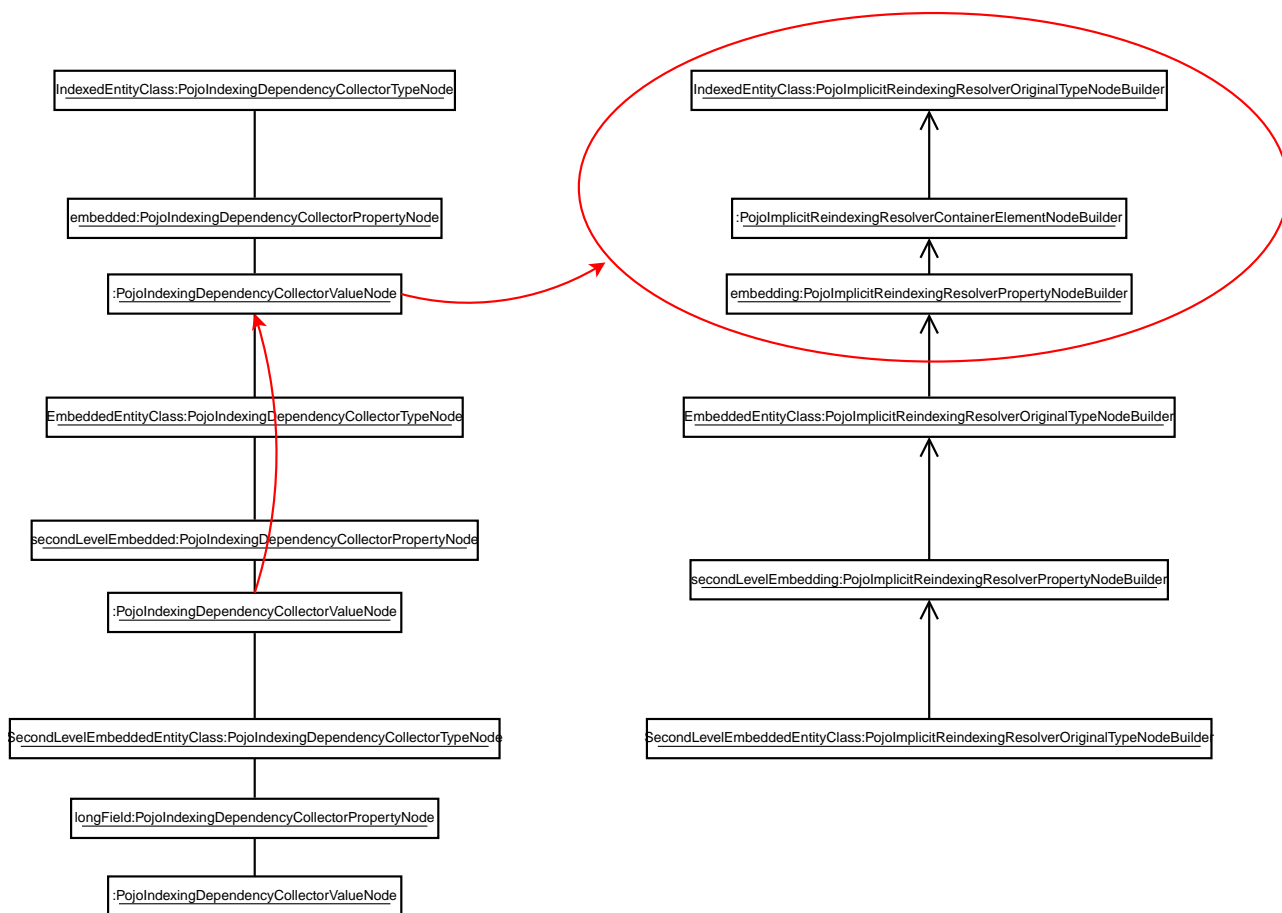 IndexedEntityClass:PojoIndexingDependencyCollectorTypeNode
IndexedEntityClass:PojoImplicitReindexingResolverOriginalTypeNodeBuilder
embedded:PojoIndexingDependencyCollectorPropertyNode
:PojoImplicitReindexingResolverContainerElementNodeBuilder
:PojoIndexingDependencyCollectorValueNode
embedding:PojoImplicitReindexingResolverPropertyNodeBuilder
EmbeddedEntityClass:PojoIndexingDependencyCollectorTypeNode
EmbeddedEntityClass:PojoImplicitReindexingResolverOriginalTypeNodeBuilder
secondLevelEmbedded:PojoIndexingDependencyCollectorPropertyNode
secondLevelEmbedding:PojoImplicitReindexingResolverPropertyNodeBuilder
:PojoIndexingDependencyCollectorValueNode
SecondLevelEmbeddedEntityClass:PojoIndexingDependencyCollectorTypeNode
SecondLevelEmbeddedEntityClass:PojoImplicitReindexingResolverOriginalTypeNodeBuilder
longField:PojoIndexingDependencyCollectorPropertyNode
:PojoIndexingDependencyCollectorValueNode